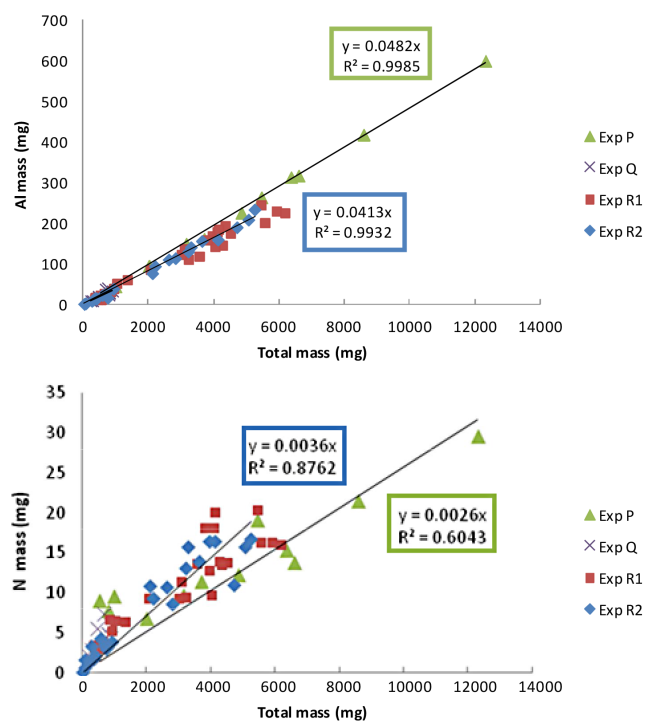 700
600
500
400
300
200
100
0
Al mass (mg)
y = 0.0482x
R² = 0.9985
y = 0.0413x
R² = 0.9932
0 2000 4000 6000 8000 10000 12000 14000
Total mass (mg)
Exp P
Exp Q
Exp R1
Exp R2
35
30
25
20
15
10
5
0
N mass (mg)
y = 0.0036x
R² = 0.8762
y = 0.0026x
R² = 0.6043
0 2000 4000 6000 8000 10000 12000 14000
Total mass (mg)
Exp P
Exp Q
Exp R1
Exp R2